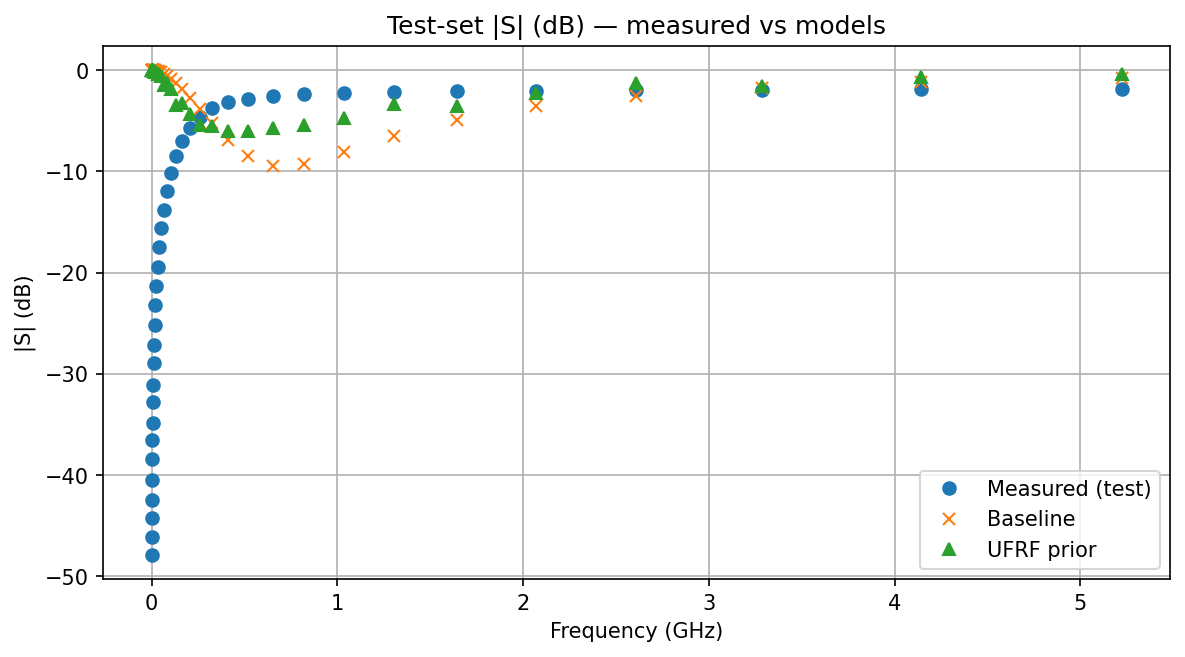 Test-set |S| (dB) — measured vs models
|S| (dB)
0
−10
−20
−30
−40
−50
0 1 2 3 4 5
Frequency (GHz)
Measured (test)
Baseline
UFRF prior